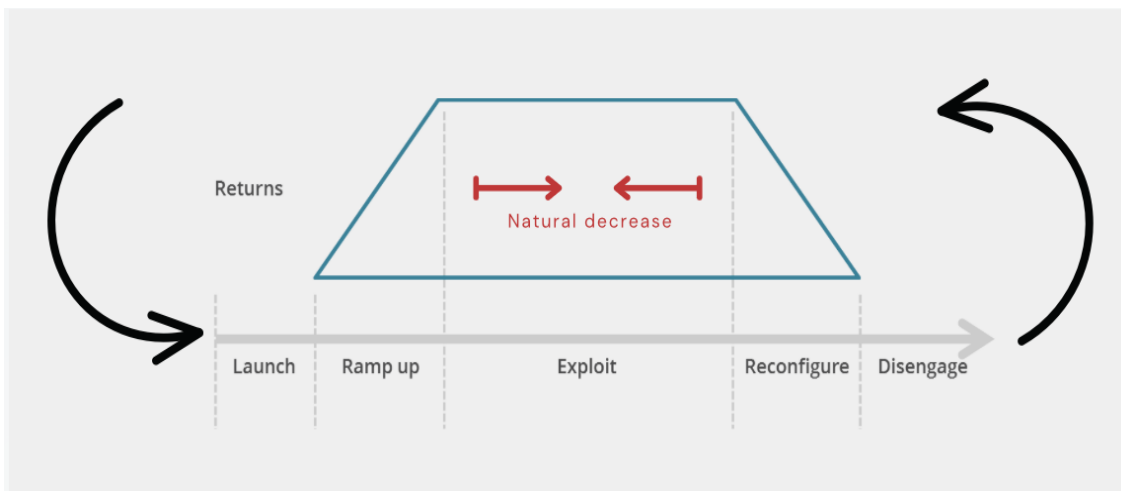 Returns
Natural decrease
Launch
Ramp up
Exploit
Reconfigure
Disengage